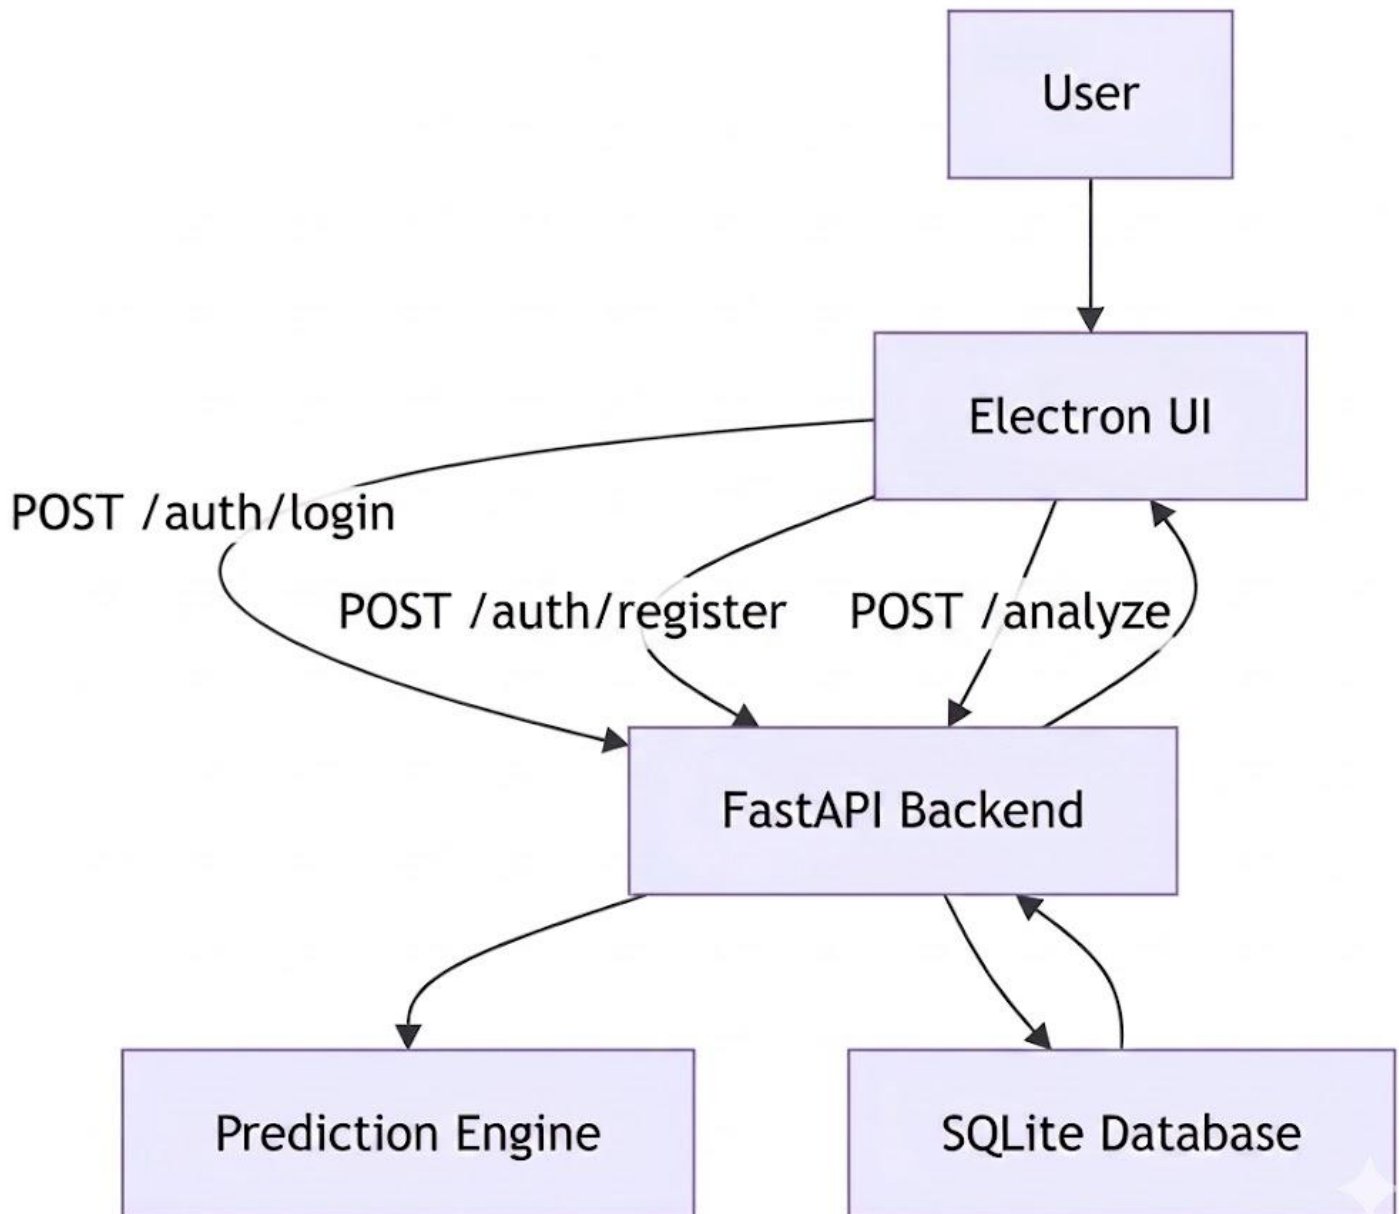 User
Electron UI
POST /auth/login
POST /auth/register
POST /analyze
FastAPI Backend
Prediction Engine
SQLite Database